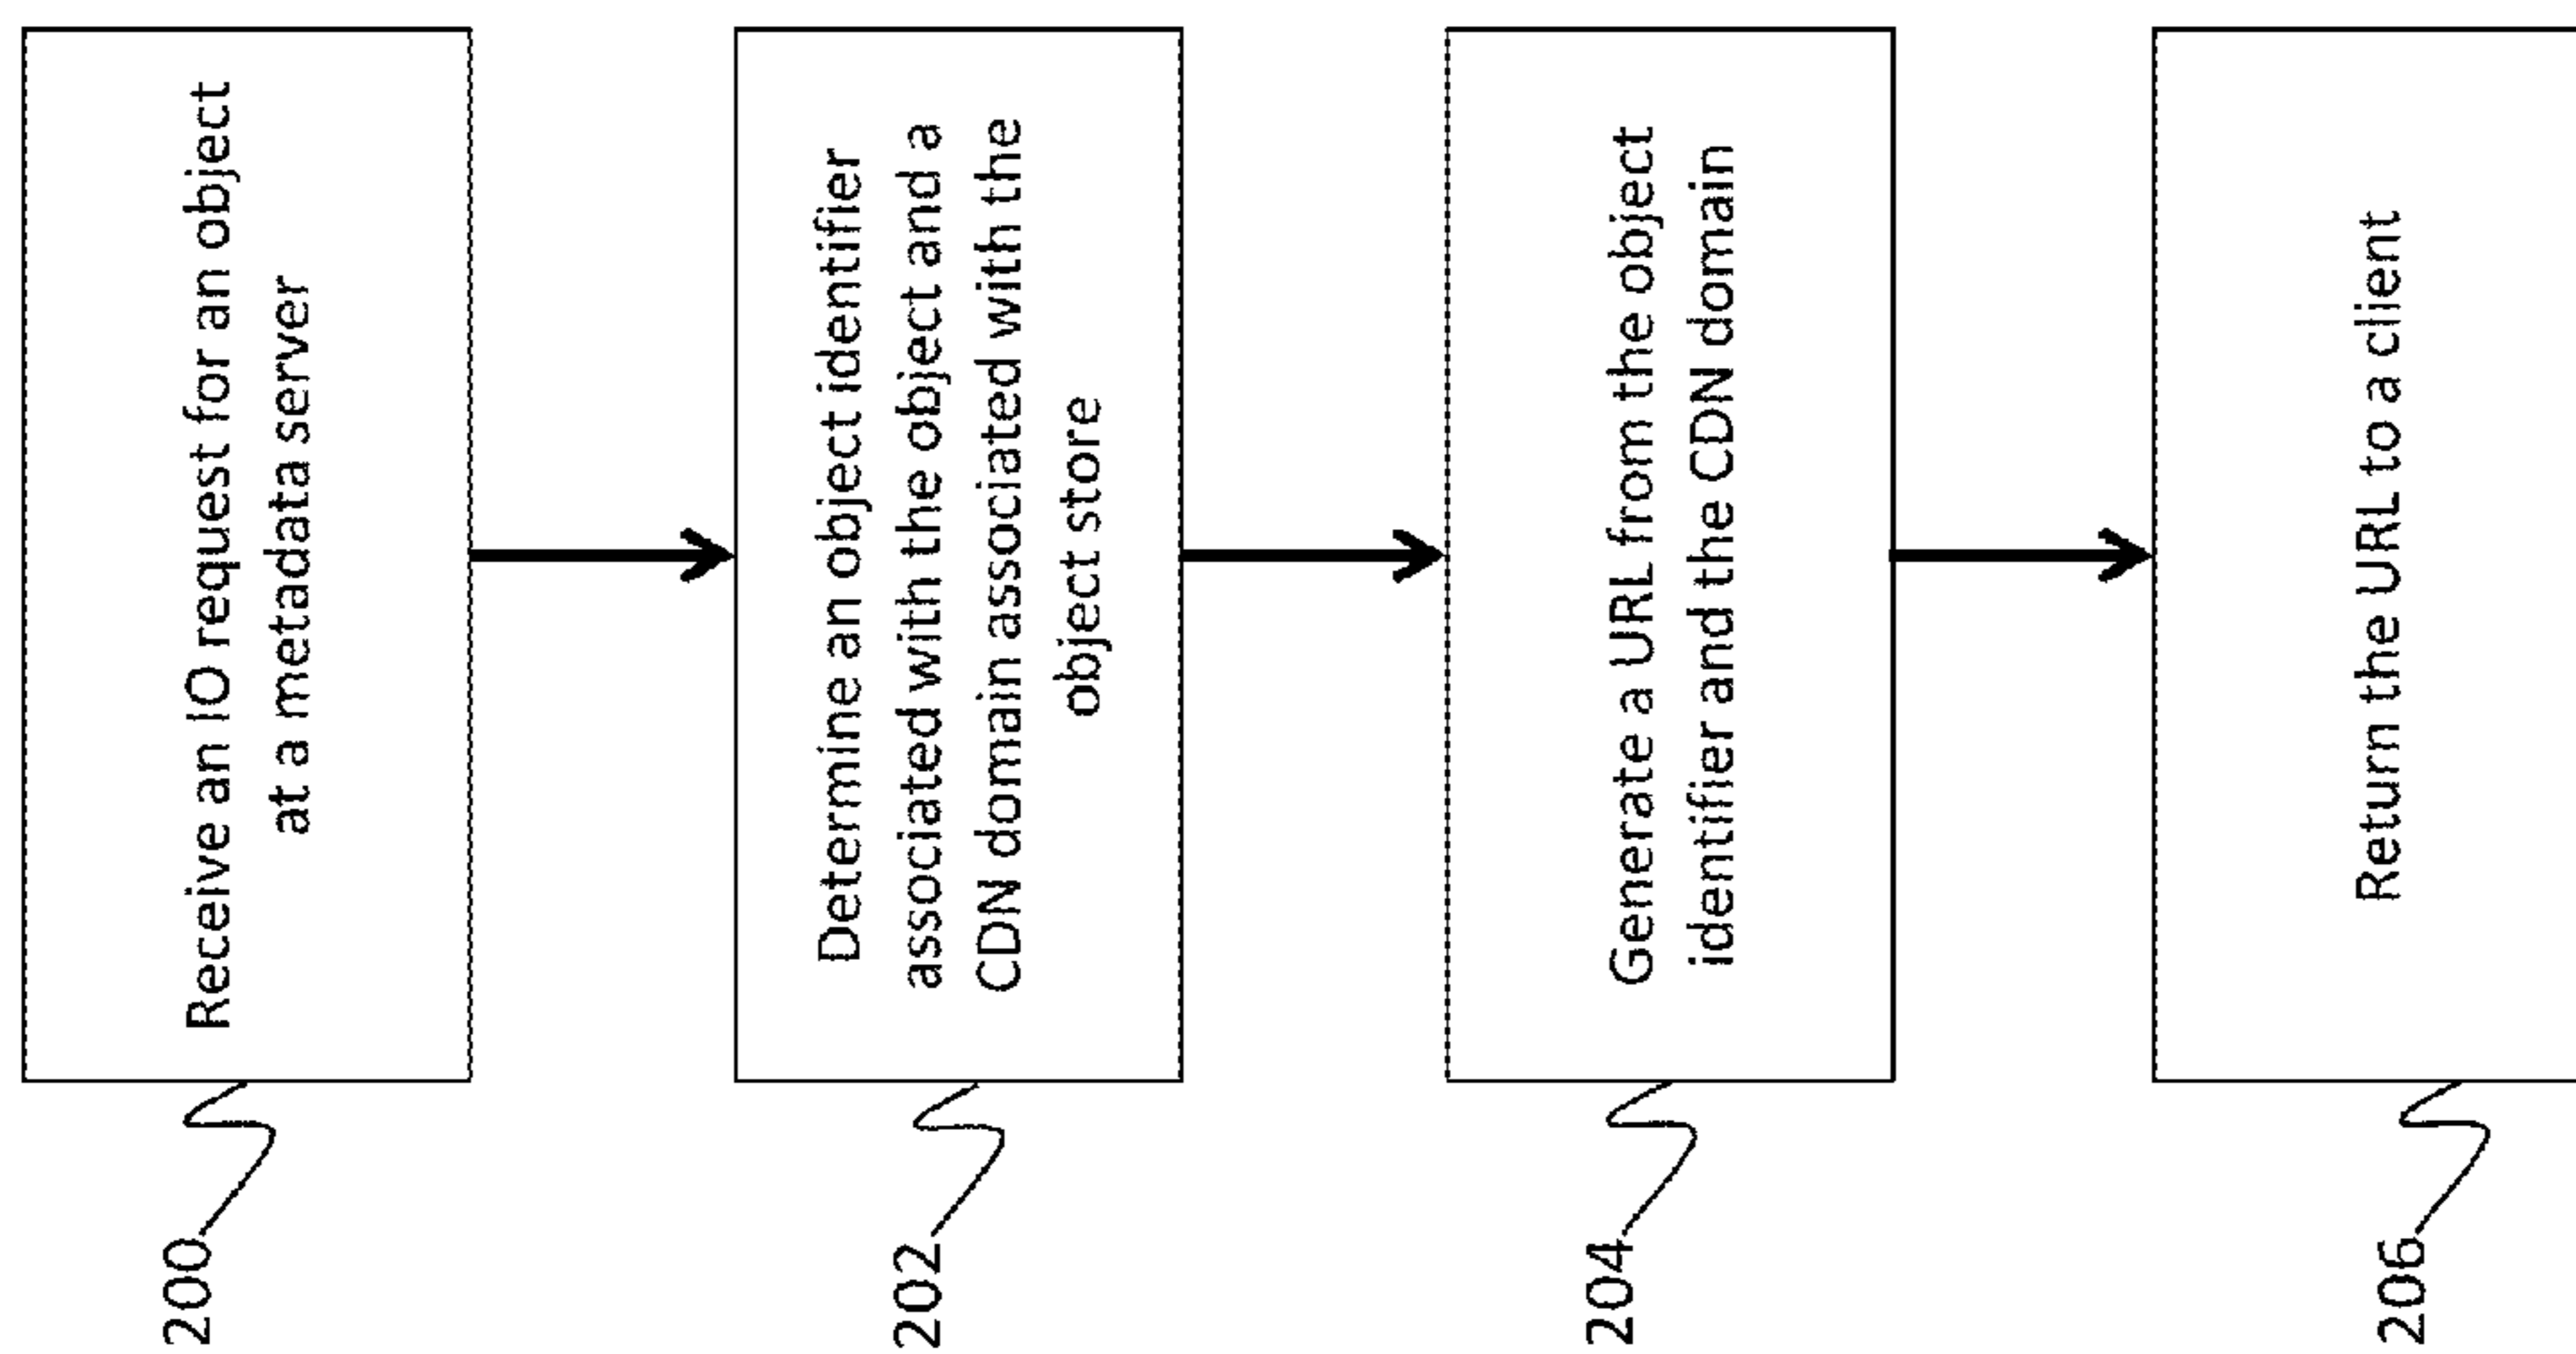 200
Receive an IO request for an object
at a metadata server
202
Determine an object identifier
associated with the object and a
CDN domain associated with the
object store
204
Generate a URL from the object
identifier and the CDN domain
206
Return the URL to a client